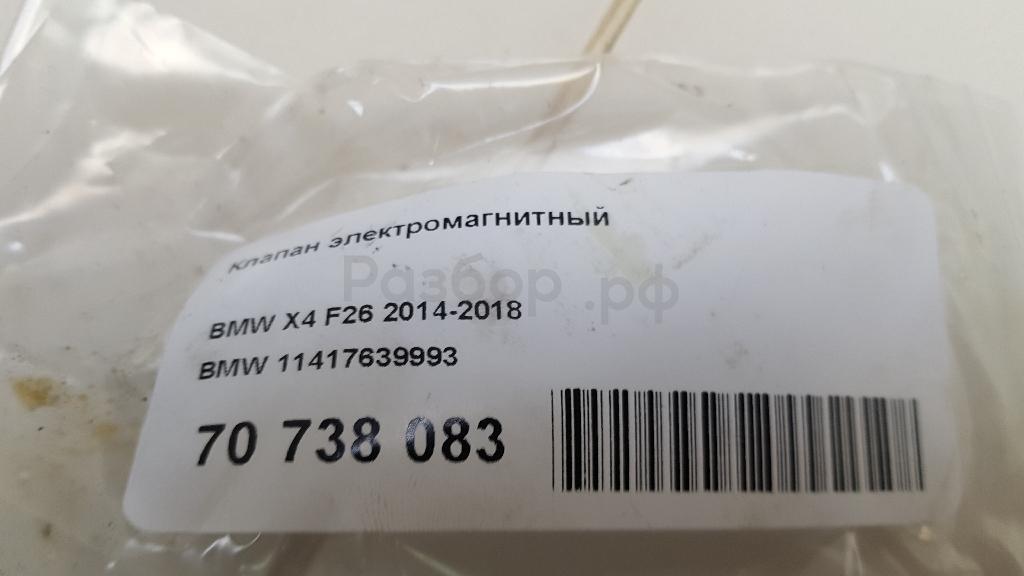 Клапан электромагнитный
Разбор.рф
BMW X4 F26 2014-2018
BMW 11417639993
70 738 083